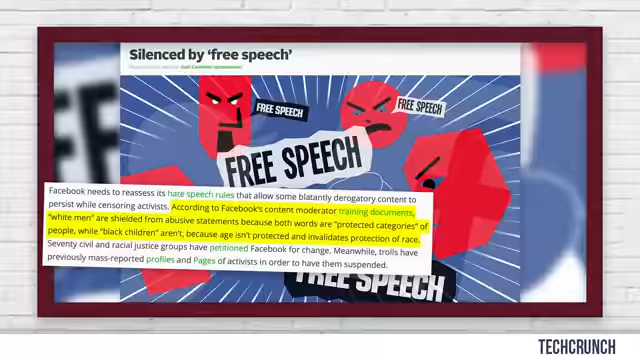 Silenced by ‘free speech’
FREE SPEECH
FREE SPEECH
FREE SPEECH
Facebook needs to reassess its hate speech rules that allow some blatantly derogatory content to
persist while censoring activists. According to Facebook's content moderator training documents,
“white men” are shielded from abusive statements because both words are “protected categories” of
people, while “black children” aren’t, because age isn’t protected and invalidates protection of race.
Seventy civil and racial justice groups have petitioned Facebook for change. Meanwhile, trolls have
previously mass-reported profiles and Pages of activists in order to have them suspended.
FREE SPEECH
TECHCRUNCH